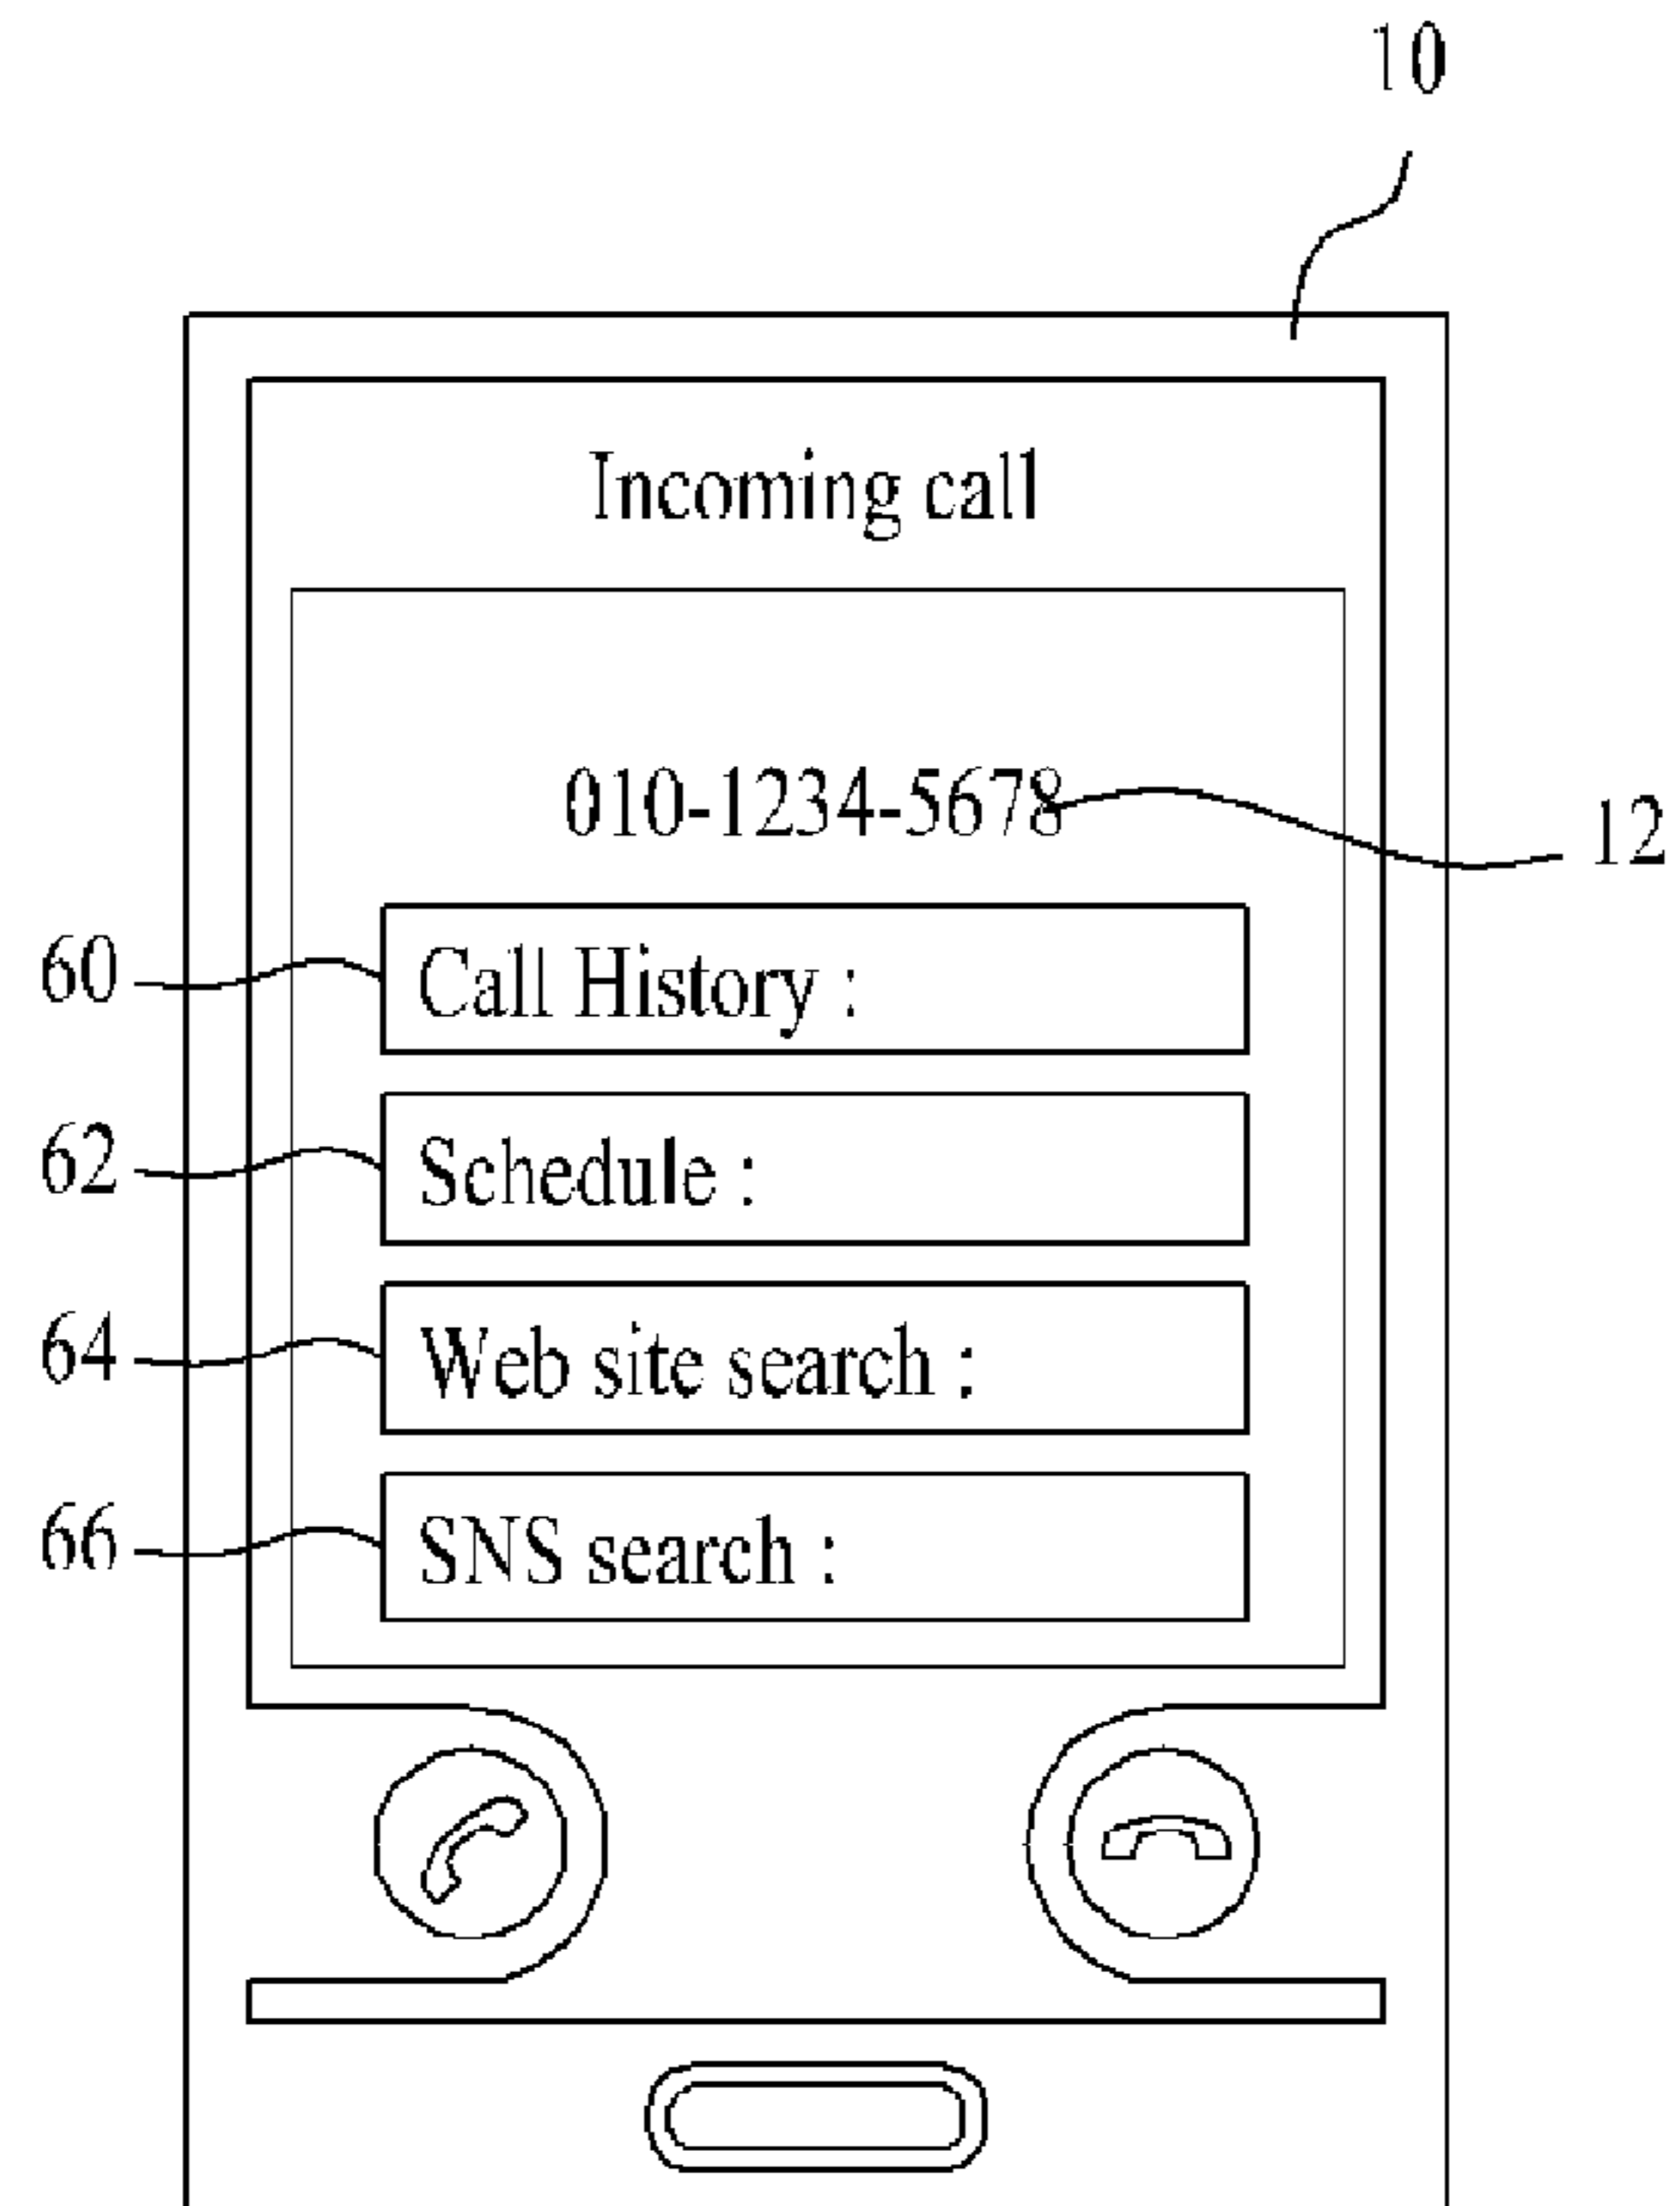 10
Incoming call
010-1234-5678
12
60
Call History :
62
Schedule :
64
Web site search :
66
SNS search :